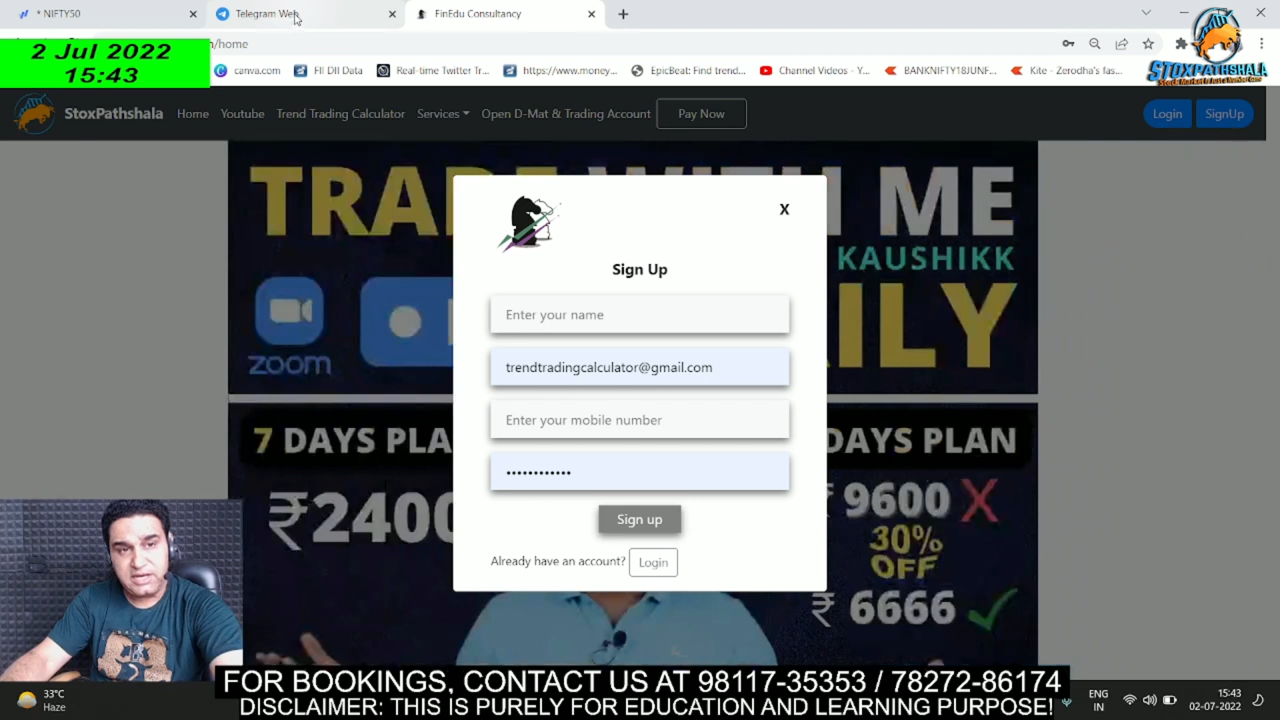 * NIFTY50
Telegram Web
FinEdu Consultancy
2 Jul 2022
15:43
/home
canva.com
FII DII Data
Real-time Twitter Tr...
https://www.money...
EpicBeat: Find trend...
Channel Videos - Y...
BANKNIFTY18JUNF...
Kite - Zerodha's fas...
STOXPATHSHALA
StoxPathshala
Home
Youtube
Trend Trading Calculator
Services
Open D-Mat & Trading Account
Pay Now
Login
SignUp
TRADE WITH ME
KAUSHIKK
zoom
ILY
X
Sign Up
Enter your name
trendtradingcalculator@gmail.com
Enter your mobile number
Sign up
Already have an account? Login
7 DAYS PLA
₹2400
DAYS PLAN
₹ 9600 X
30%
OFF
₹ 6666
FOR BOOKINGS, CONTACT US AT 98117-35353 / 78272-86174
DISCLAIMER: THIS IS PURELY FOR EDUCATION AND LEARNING PURPOSE!
33°C
Haze
ENG
IN
15:43
02-07-2022